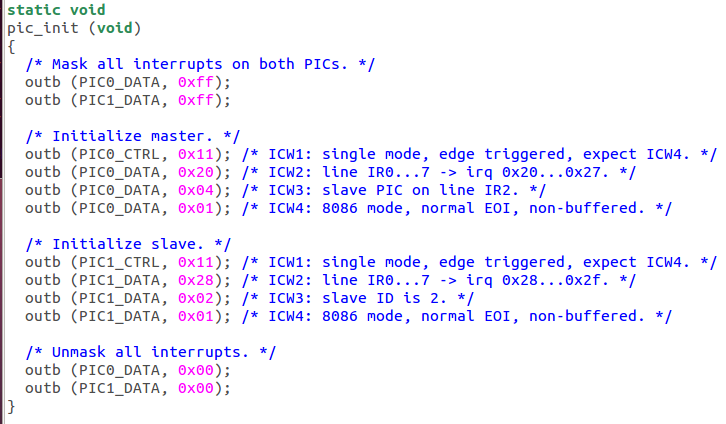 static void
pic_init (void)
{
  /* Mask all interrupts on both PICs. */
  outb (PIC0_DATA, 0xff);
  outb (PIC1_DATA, 0xff);

  /* Initialize master. */
  outb (PIC0_CTRL, 0x11); /* ICW1: single mode, edge triggered, expect ICW4. */
  outb (PIC0_DATA, 0x20); /* ICW2: line IR0...7 -> irq 0x20...0x27. */
  outb (PIC0_DATA, 0x04); /* ICW3: slave PIC on line IR2. */
  outb (PIC0_DATA, 0x01); /* ICW4: 8086 mode, normal EOI, non-buffered. */

  /* Initialize slave. */
  outb (PIC1_CTRL, 0x11); /* ICW1: single mode, edge triggered, expect ICW4. */
  outb (PIC1_DATA, 0x28); /* ICW2: line IR0...7 -> irq 0x28...0x2f. */
  outb (PIC1_DATA, 0x02); /* ICW3: slave ID is 2. */
  outb (PIC1_DATA, 0x01); /* ICW4: 8086 mode, normal EOI, non-buffered. */

  /* Unmask all interrupts. */
  outb (PIC0_DATA, 0x00);
  outb (PIC1_DATA, 0x00);
}